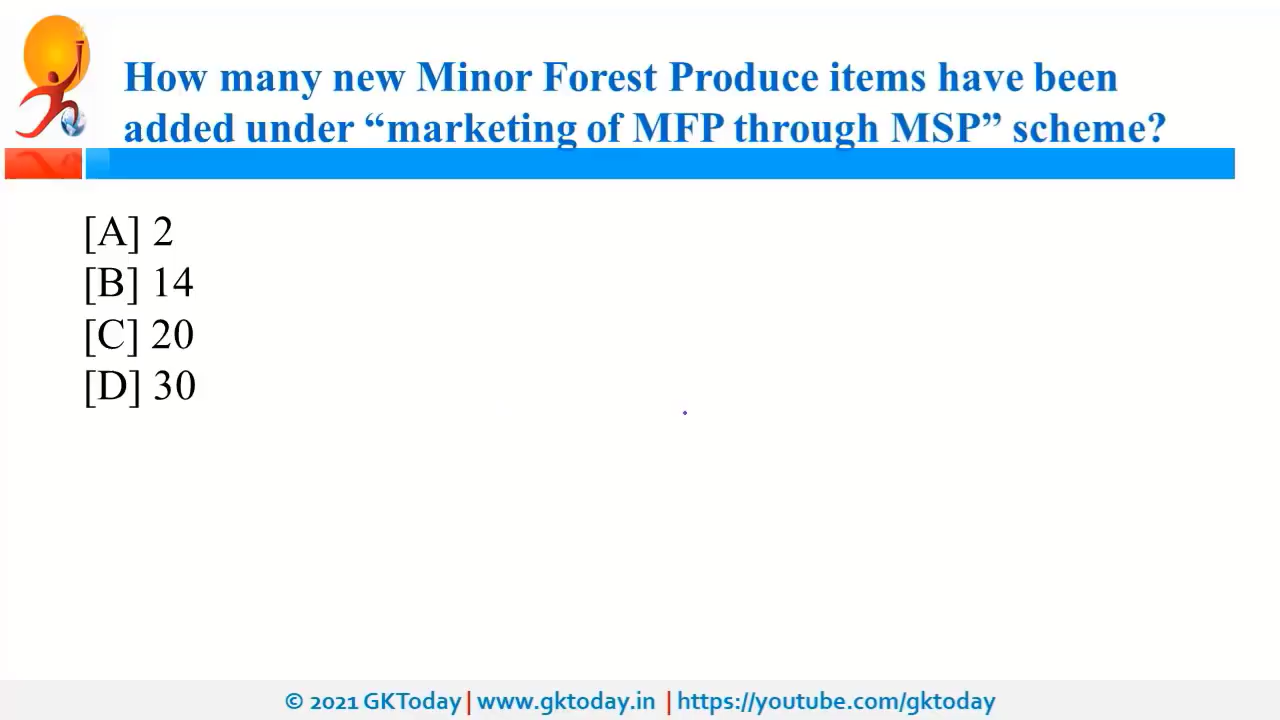 How many new Minor Forest Produce items have been
added under “marketing of MFP through MSP” scheme?
[A] 2
[B] 14
[C] 20
[D] 30
© 2021 GKToday | www.gktoday.in | https://youtube.com/gktoday